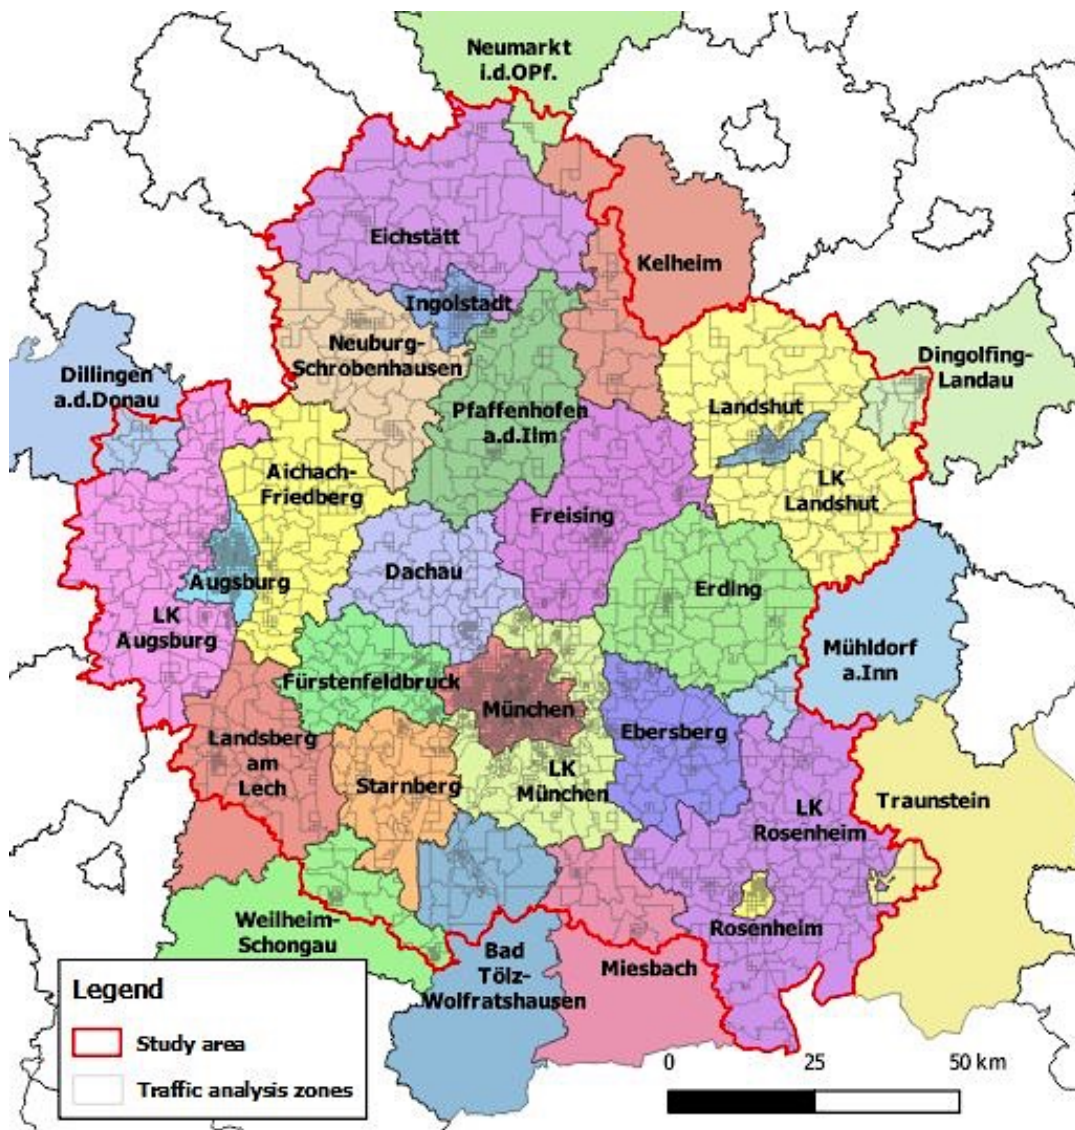 Neumarkt
i.d.OPf.
Eichstätt
Kelheim
Ingolstadt
Neuburg-
Schrobenhausen
Dillingen
a.d.Donau
Dingolfing-
Landau
Pfaffenhofen
a.d.Ilm
Landshut
Aichach-
Friedberg
LK
Landshut
Freising
Augsburg
Dachau
Erding
LK
Augsburg
Mühldorf
a.Inn
Fürstenfeldbruck
München
Ebersberg
Landsberg
am
Lech
Starnberg
LK
München
LK
Rosenheim
Traunstein
Weilheim-
Schongau
Rosenheim
Bad
Tölz-
Wolfratshausen
Miesbach
Legend
Study area
Traffic analysis zones
0 25 50 km